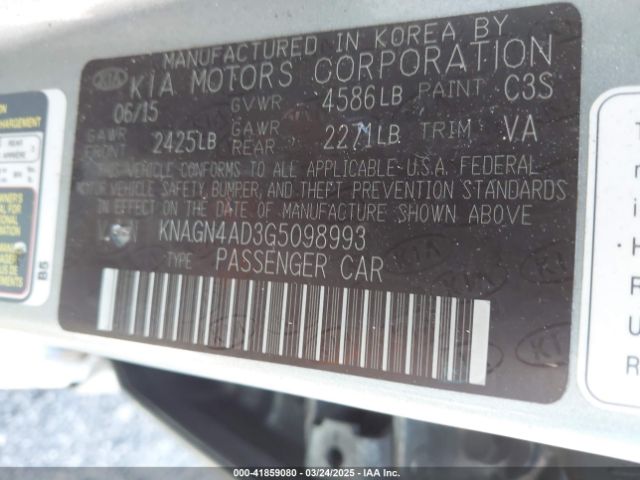 MANUFACTURED IN KOREA BY
KIA KIA MOTORS CORPORATION
06/15 GVWR 4586LB PAINT C3S
GAWR FRONT 2425LB GAWR REAR 2271LB TRIM VA
THIS VEHICLE CONFORMS TO ALL APPLICABLE U.S.A. FEDERAL
MOTOR VEHICLE SAFETY, BUMPER, AND THEFT PREVENTION STANDARDS
IN EFFECT ON THE DATE OF MANUFACTURE SHOWN ABOVE
KNAGN4AD3G5098993
TYPE PASSENGER CAR
000-41859080 - 03/24/2025 - IAA Inc.